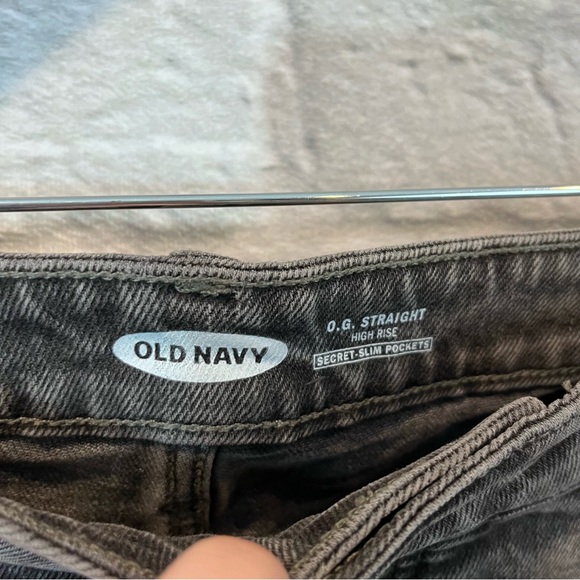 OLD NAVY
O.G. STRAIGHT
HIGH RISE
SECRET-SLIM POCKETS